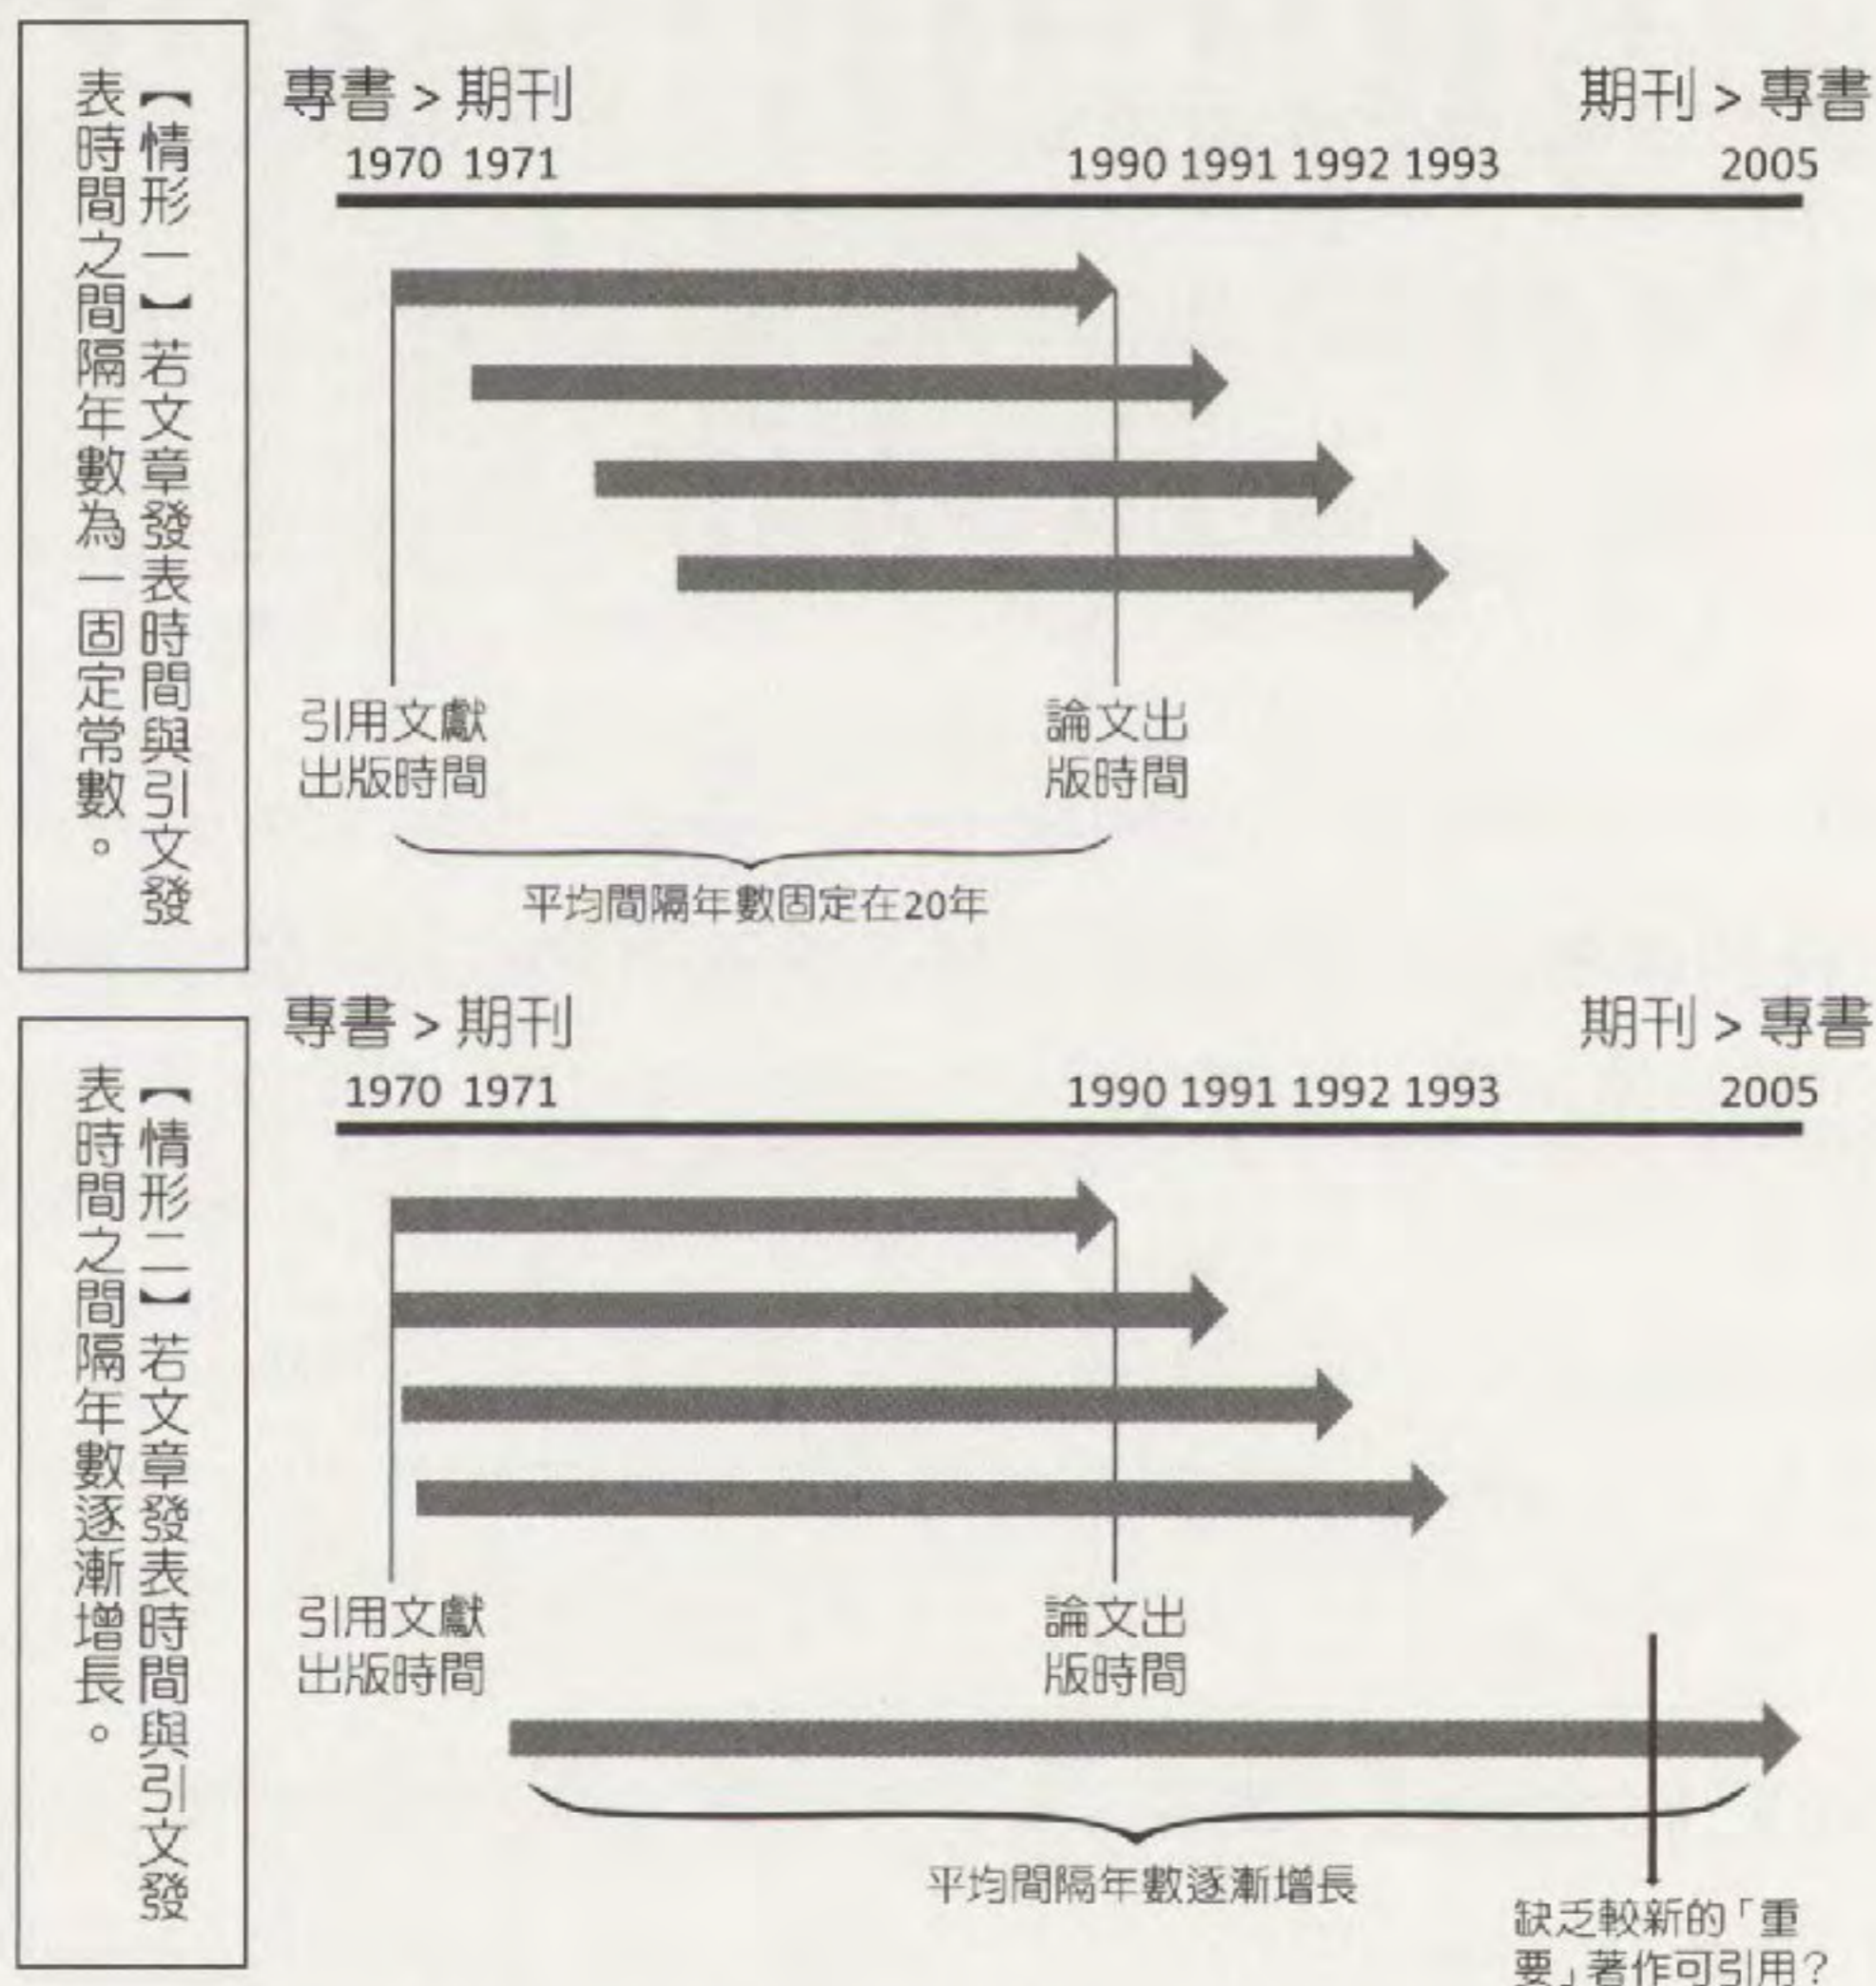 【情形一】若文章發表時間與引文發
表時間之間隔年數為一固定常數。
專書 > 期刊
期刊 > 專書
1970 1971 1990 1991 1992 1993 2005
引用文獻
出版時間
論文出
版時間
平均間隔年數固定在20年
【情形二】若文章發表時間與引文發
表時間之間隔年數逐漸增長。
專書 > 期刊
期刊 > 專書
1970 1971 1990 1991 1992 1993 2005
引用文獻
出版時間
論文出
版時間
平均間隔年數逐漸增長
缺乏較新的「重
要」著作可引用？